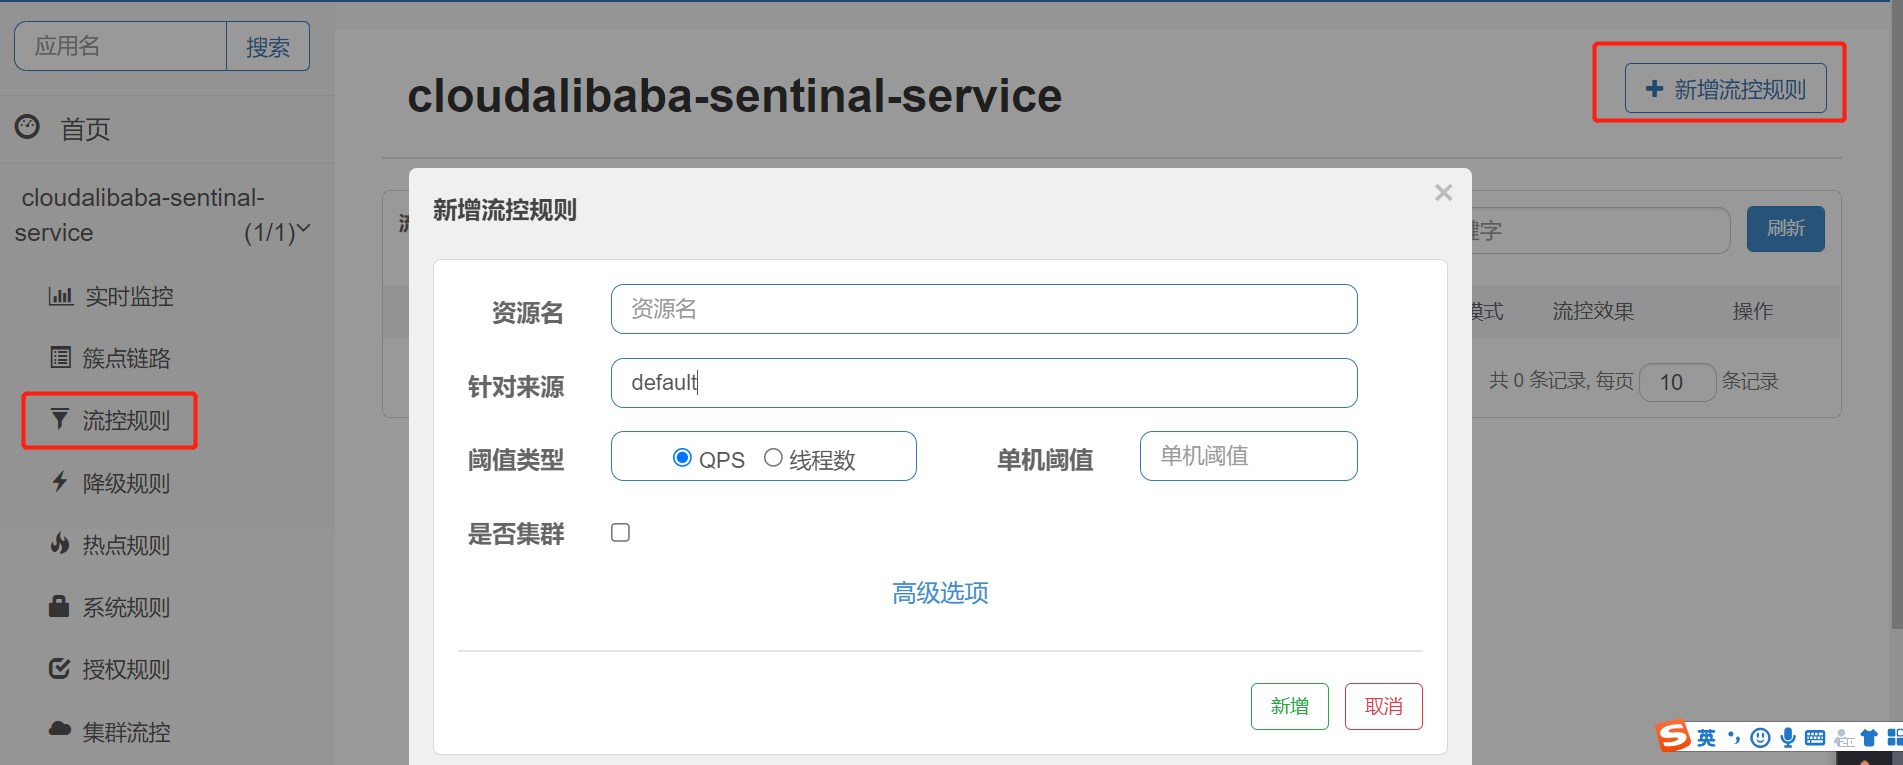 应用名
搜索
首页
cloudalibaba-sentinal-
service (1/1)
实时监控
簇点链路
流控规则
降级规则
热点规则
系统规则
授权规则
集群流控
cloudalibaba-sentinal-service
新增流控规则
键字
刷新
模式 流控效果 操作
共 0 条记录, 每页 10 条记录
新增流控规则
×
资源名 资源名
针对来源 default
阈值类型 QPS 线程数 单机阈值 单机阈值
是否集群
高级选项
新增 取消
英